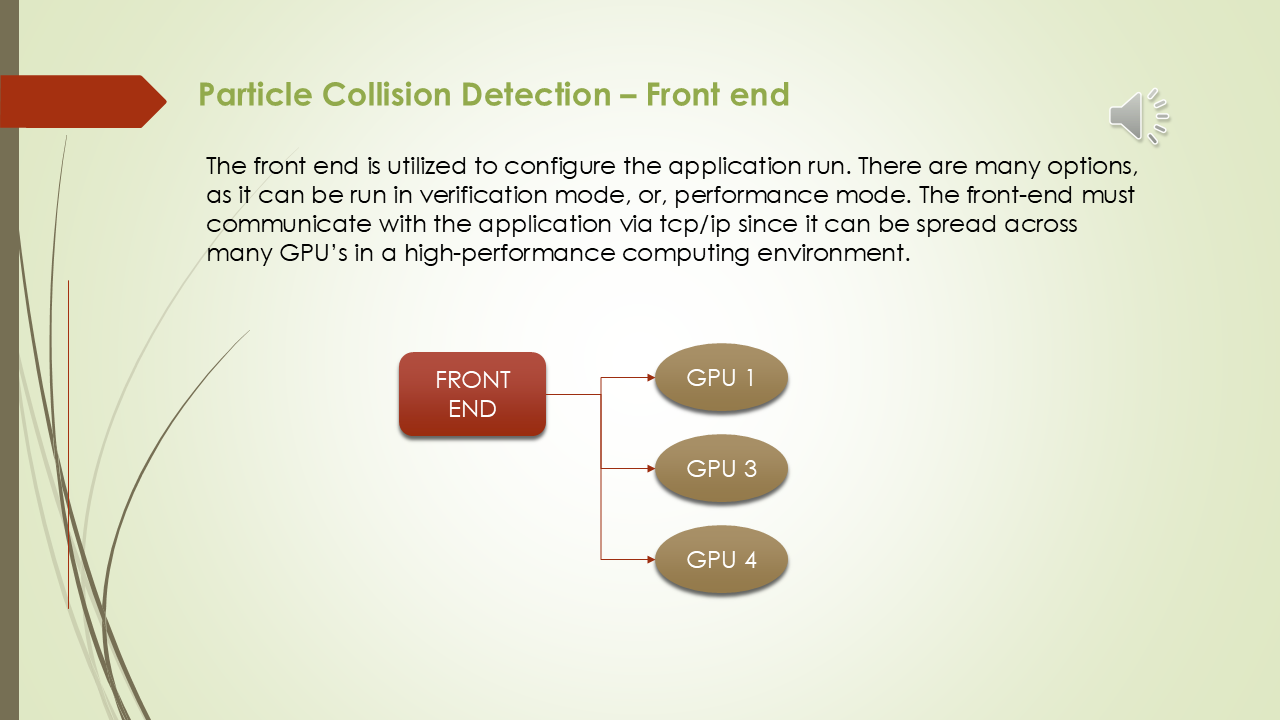 Particle Collision Detection – Front end
The front end is utilized to configure the application run. There are many options,
as it can be run in verification mode, or, performance mode. The front-end must
communicate with the application via tcp/ip since it can be spread across
many GPU’s in a high-performance computing environment.
FRONT
END
GPU 1
GPU 3
GPU 4